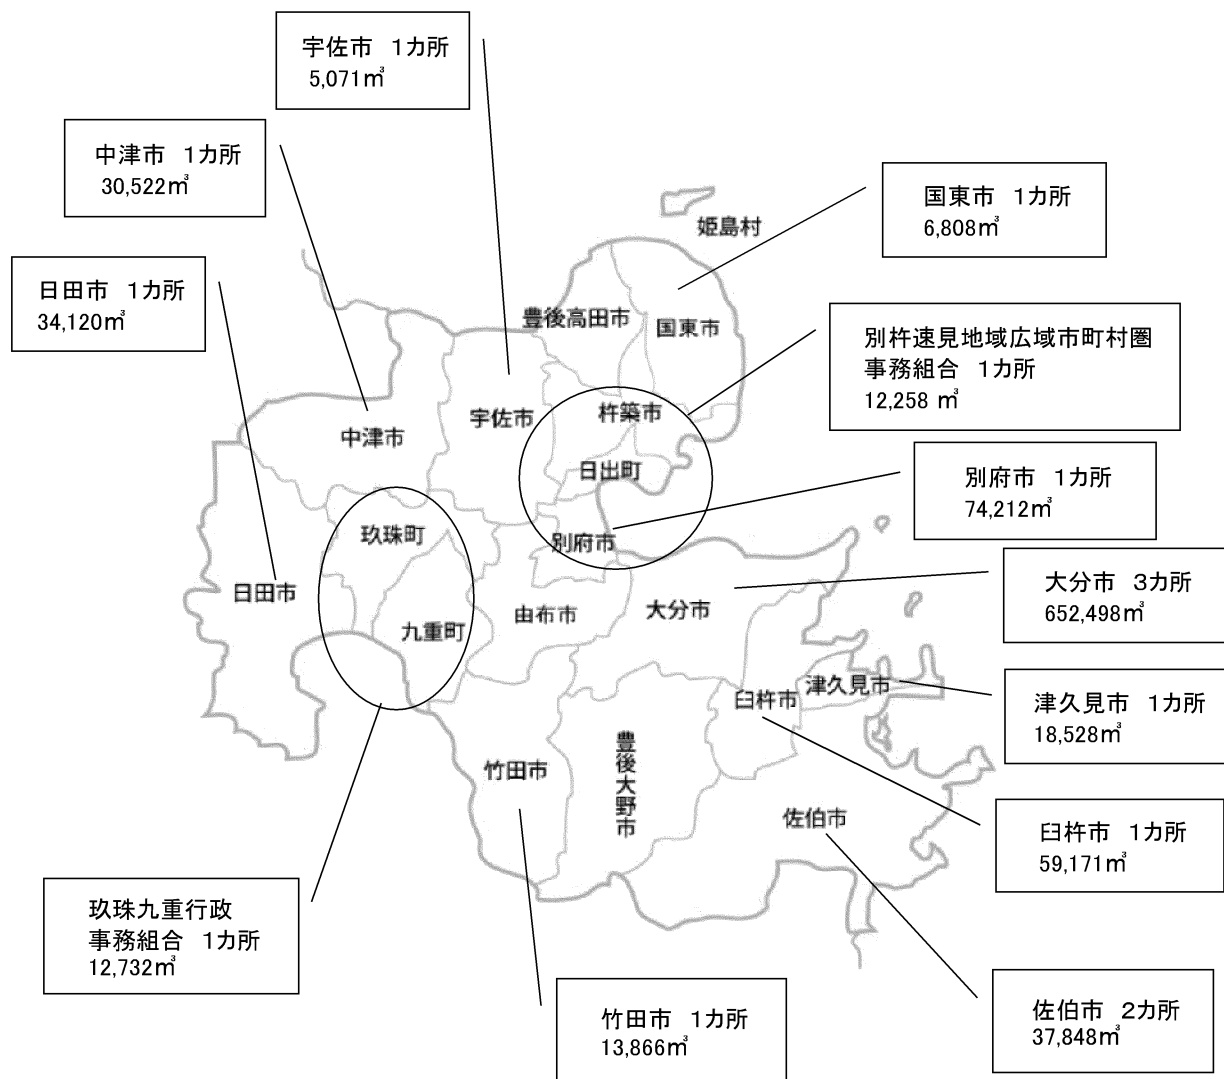 宇佐市 1カ所
5,071㎥
中津市 1カ所
30,522㎥
国東市 1カ所
6,808㎥
姫島村
日田市 1カ所
34,120㎥
豊後高田市
国東市
別杵速見地域広域市町村圏
事務組合 1カ所
12,258 ㎥
宇佐市
杵築市
中津市
日出町
別府市 1カ所
74,212㎥
玖珠町
別府市
日田市
九重町
由布市
大分市
大分市 3カ所
652,498㎥
臼杵市
津久見市
津久見市 1カ所
18,528㎥
竹田市
豊後大野市
佐伯市
臼杵市 1カ所
59,171㎥
玖珠九重行政
事務組合 1カ所
12,732㎥
竹田市 1カ所
13,866㎥
佐伯市 2カ所
37,848㎥